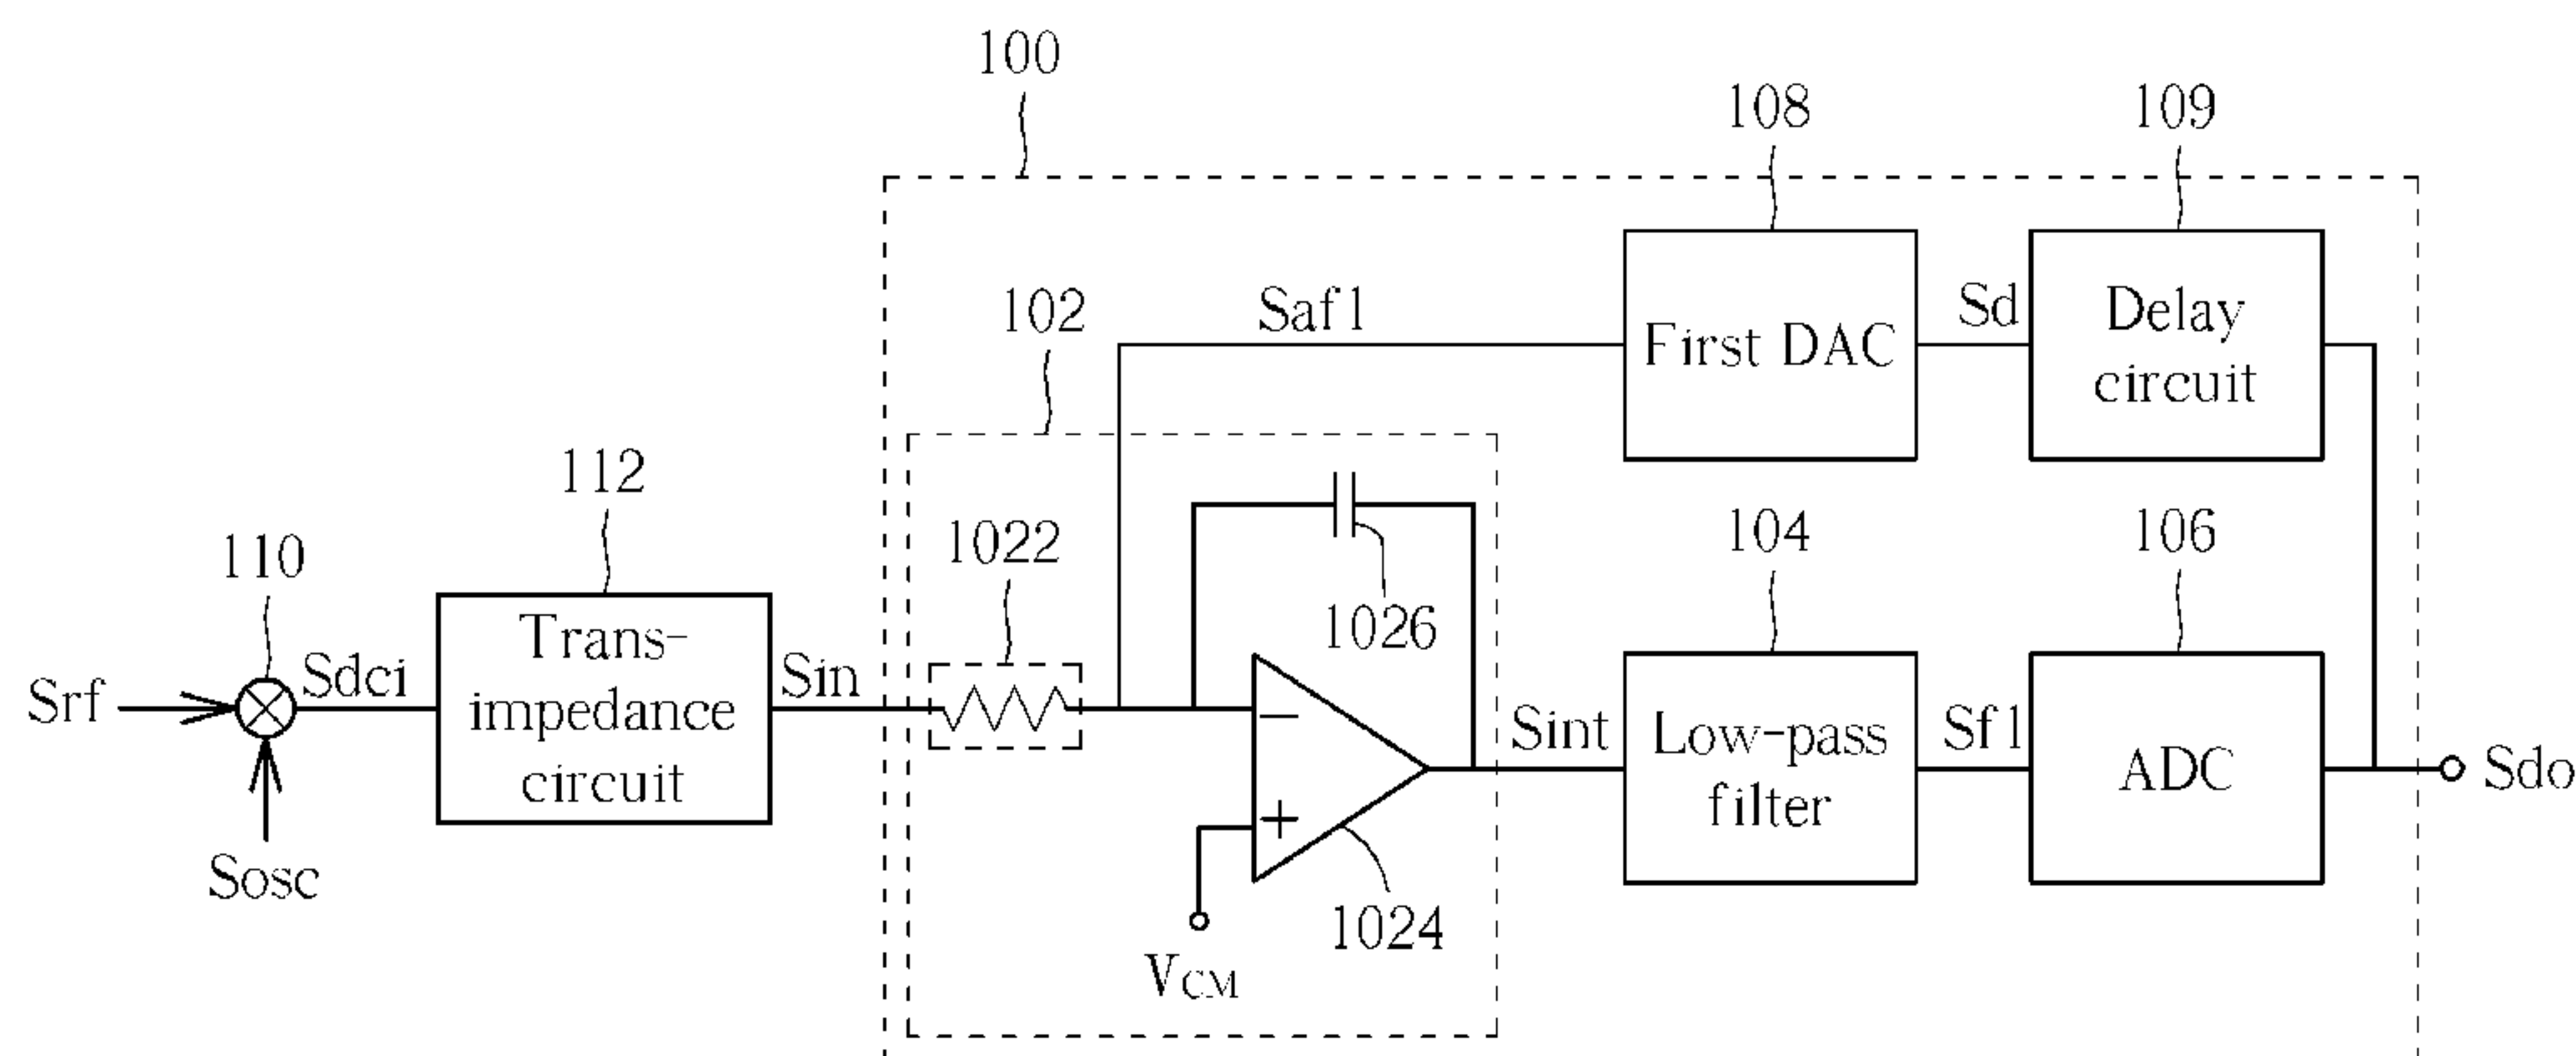 100
108
109
102
Saf1
First DAC
Sd
Delay
circuit
112
1022
104
106
110
1026
Srf
Sdci
Trans-
impedance
circuit
Sin
−
+
Sint
Low-pass
filter
Sf1
ADC
Sdo
Sosc
1024
VCM